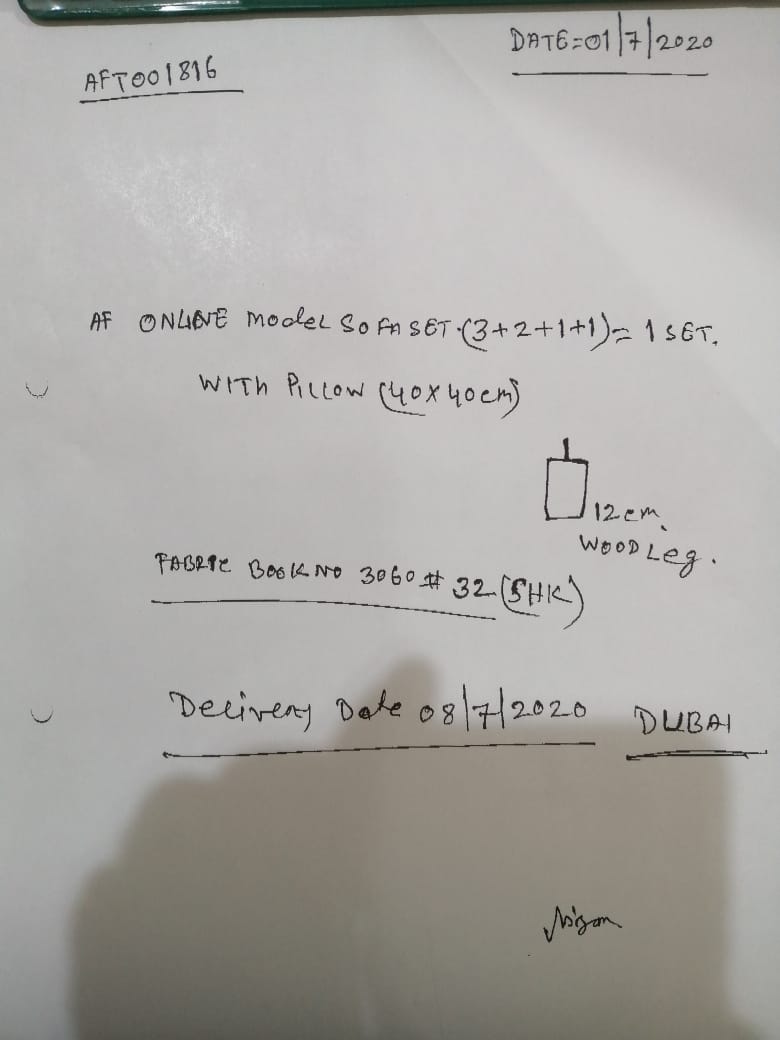 AFT001816
DATE=01/7/2020
AF ONLINE Model SOFA SET.(3+2+1+1)= 1 SET.
WITH PILLOW (40X40cm)
12cm.
WOOD Leg.
FABRIC BOOK NO 3060 # 32 (SHK)
Delivery Date 08/7/2020 DUBAI